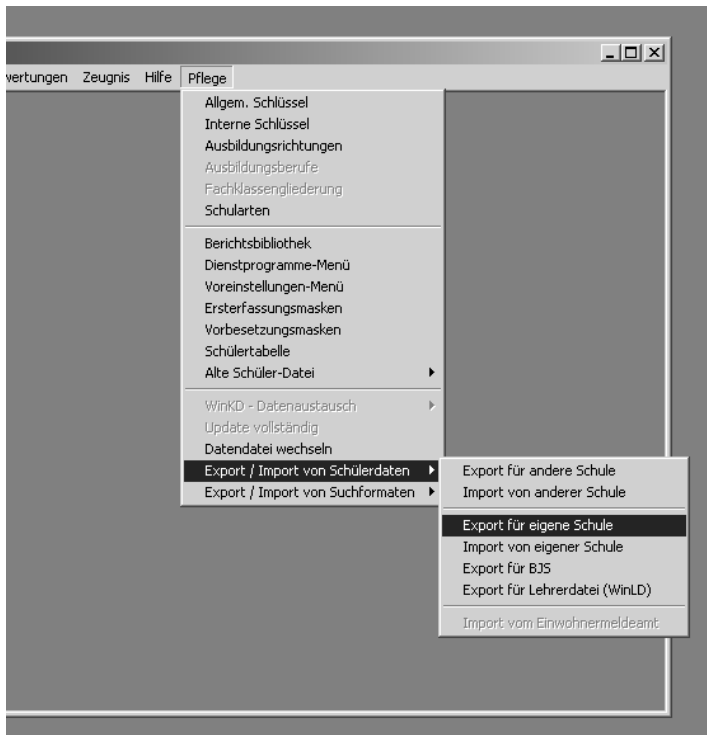 wertungen Zeugnis Hilfe Pflege
Allgem. Schlüssel
Interne Schlüssel
Ausbildungsrichtungen
Ausbildungsberufe
Fachklassengliederung
Schularten
Berichtsbibliothek
Dienstprogramme-Menü
Voreinstellungen-Menü
Ersterfassungsmasken
Vorbesetzungsmasken
Schülertabelle
Alte Schüler-Datei
WinKD - Datenaustausch
Update vollständig
Datendatei wechseln
Export / Import von Schülerdaten
Export / Import von Suchformaten
Export für andere Schule
Import von anderer Schule
Export für eigene Schule
Import von eigener Schule
Export für BJS
Export für Lehrerdatei (WinLD)
Import vom Einwohnermeldeamt